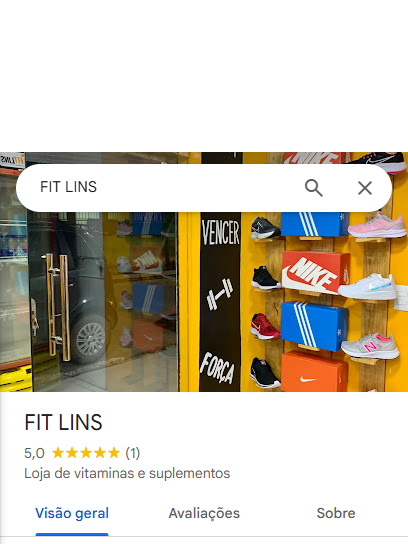 FIT LINS
VENCER
NIKE
FORÇA
FIT LINS
5,0 (1)
Loja de vitaminas e suplementos
Visão geral Avaliações Sobre